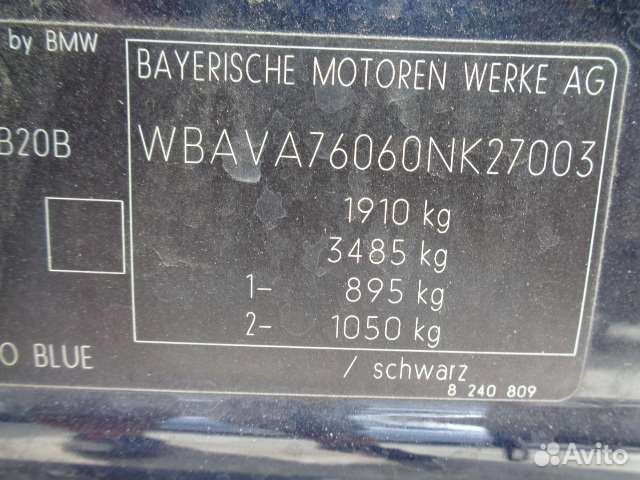 by BMW
BAYERISCHE MOTOREN WERKE AG
B20B
WBAVA76060NK27003
1910 kg
3485 kg
1- 895 kg
2- 1050 kg
O BLUE
/ schwarz
8 240 809
Avito